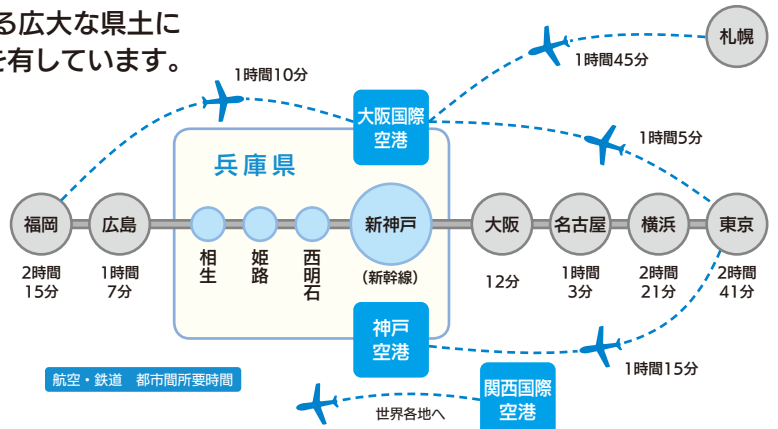 る広大な県土に
を有しています。
札幌
1時間10分
1時間45分
大阪国際
空港
1時間5分
兵庫県
福岡
広島
新神戸
大阪
名古屋
横浜
東京
相生
姫路
西明石
(新幹線)
2時間
15分
1時間
7分
12分
1時間
3分
2時間
21分
2時間
41分
神戸
空港
1時間15分
航空・鉄道 都市間所要時間
関西国際
空港
世界各地へ